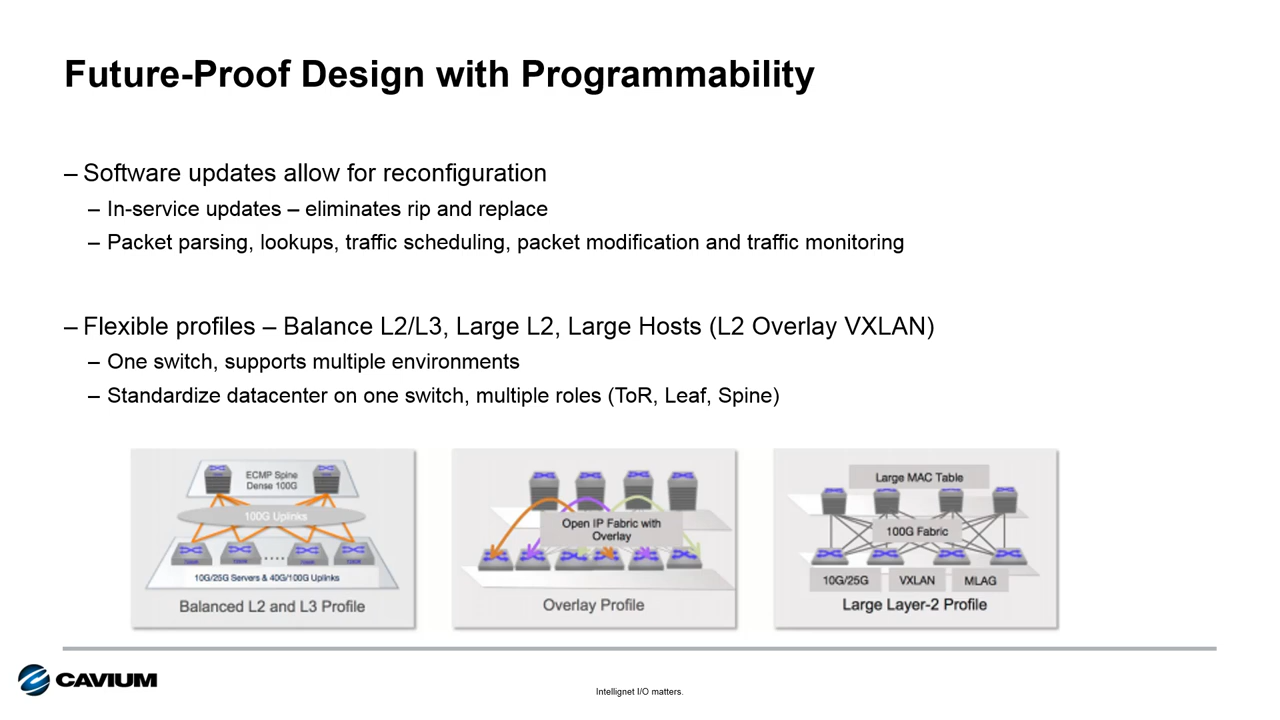 Future-Proof Design with Programmability
– Software updates allow for reconfiguration
– In-service updates – eliminates rip and replace
– Packet parsing, lookups, traffic scheduling, packet modification and traffic monitoring
– Flexible profiles – Balance L2/L3, Large L2, Large Hosts (L2 Overlay VXLAN)
– One switch, supports multiple environments
– Standardize datacenter on one switch, multiple roles (ToR, Leaf, Spine)
ECMP Spine
Dense 100G
100G Uplinks
10G/25G Servers & 40G/100G Uplinks
Balanced L2 and L3 Profile
Open IP Fabric with
Overlay
Overlay Profile
Large MAC Table
100G Fabric
10G/25G
VXLAN
MLAG
Large Layer-2 Profile
CAVIUM
Intellignet I/O matters.